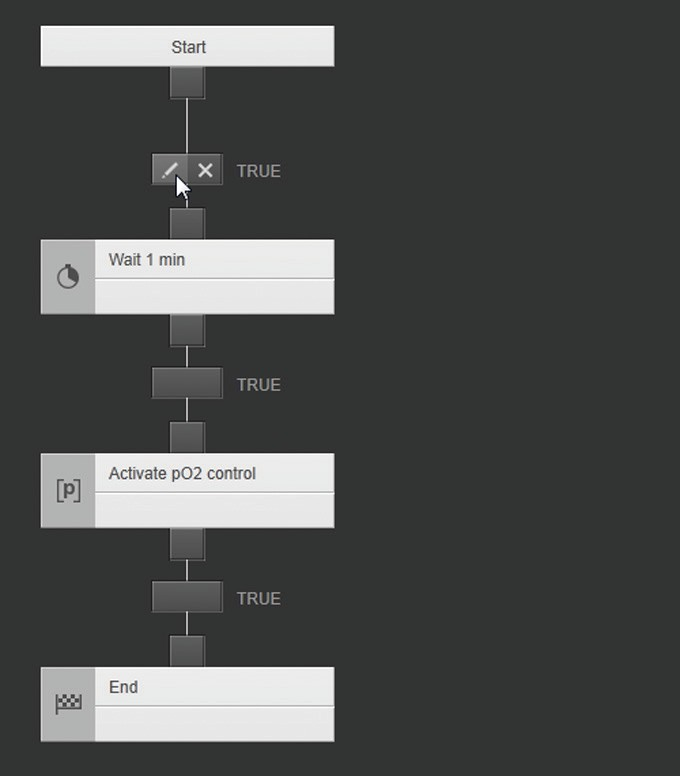 Start
TRUE
Wait 1 min
TRUE
[p]
Activate pO2 control
TRUE
End